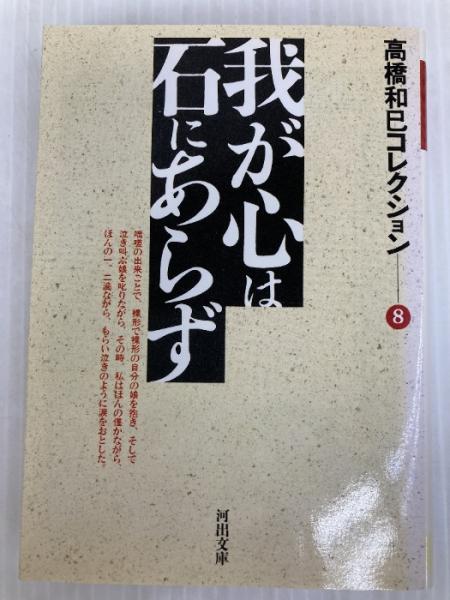 高橋和巳コレクション
8
我が心は
石にあらず
咄嗟の出来ごとで、裸形で裸形の自分の娘を抱き、そして
泣き叫ぶ娘を叱りながら、その時、私はほんの僅かながら、
ほんの一、二滴ながら、もらい泣きのように涙をおとした。
河出文庫